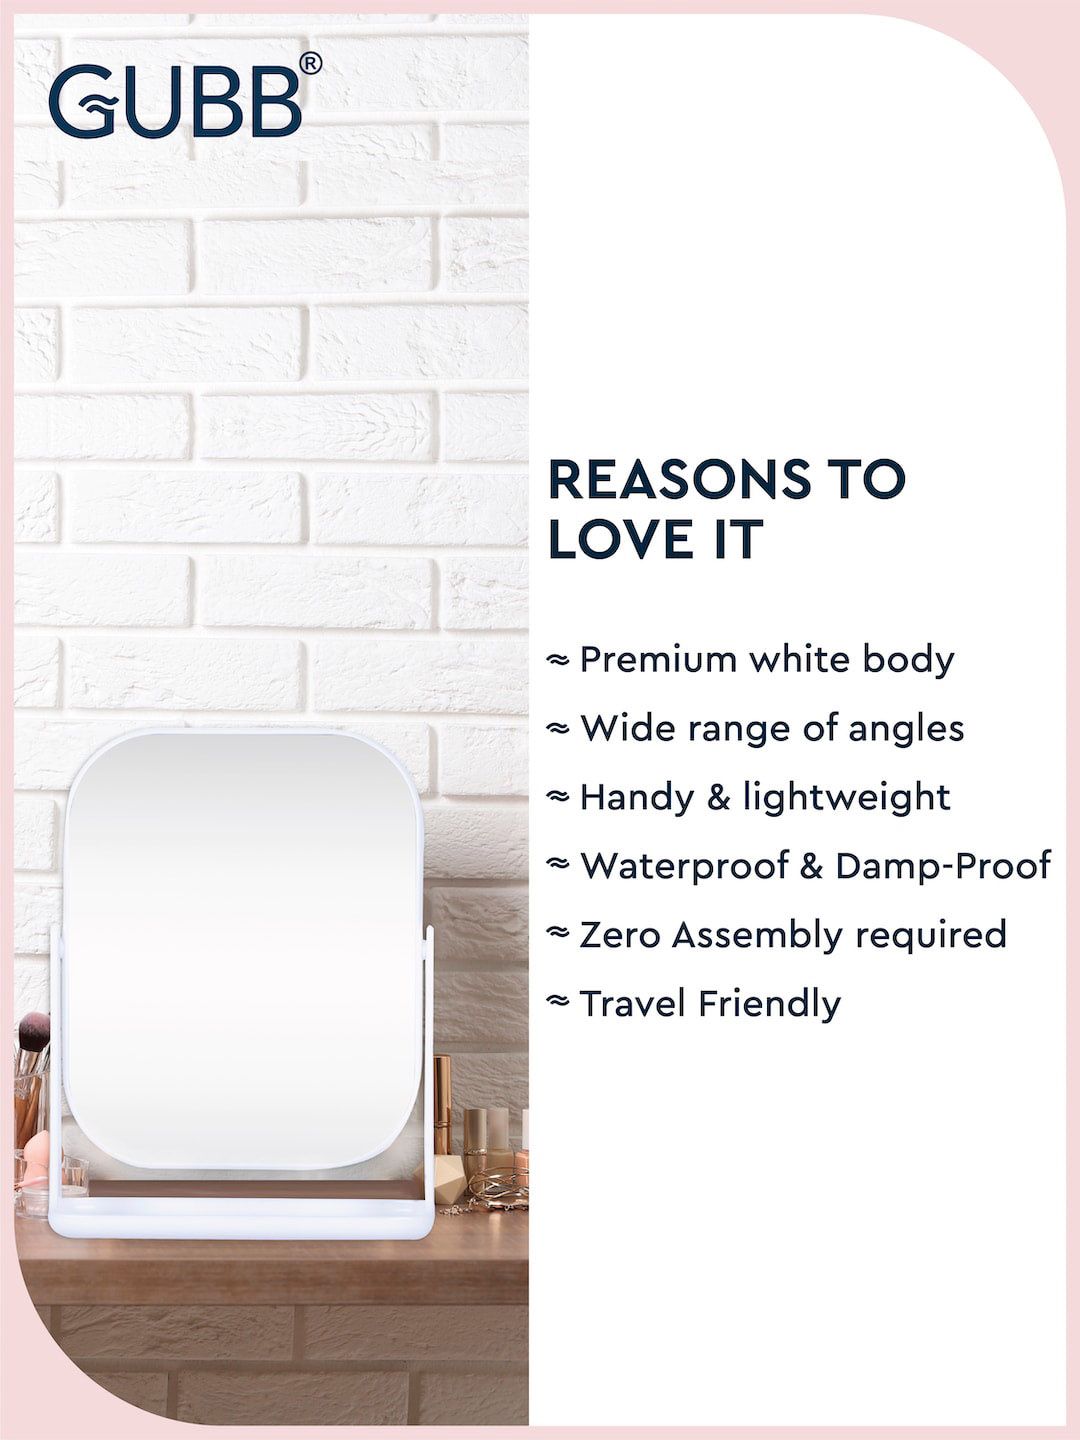 GUBB®
REASONS TO
LOVE IT
≈ Premium white body
≈ Wide range of angles
≈ Handy & lightweight
≈ Waterproof & Damp-Proof
≈ Zero Assembly required
≈ Travel Friendly